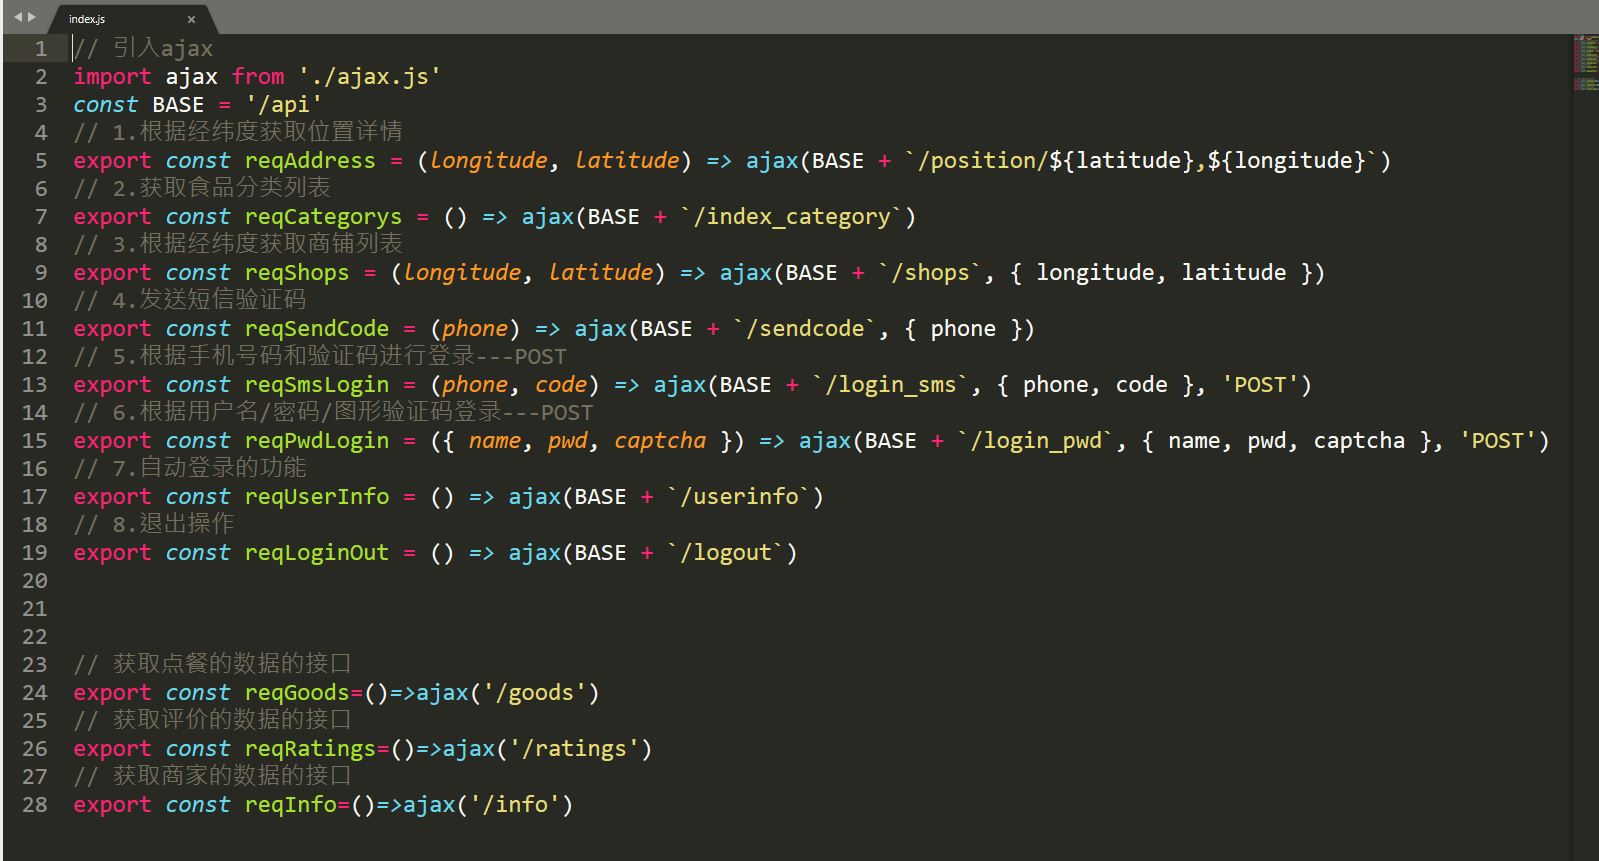 index.js ×
1 // 引入ajax
2 import ajax from './ajax.js'
3 const BASE = '/api'
4 // 1.根据经纬度获取位置详情
5 export const reqAddress = (longitude, latitude) => ajax(BASE + `/position/${latitude},${longitude}`)
6 // 2.获取食品分类列表
7 export const reqCategorys = () => ajax(BASE + `/index_category`)
8 // 3.根据经纬度获取商铺列表
9 export const reqShops = (longitude, latitude) => ajax(BASE + `/shops`, { longitude, latitude })
10 // 4.发送短信验证码
11 export const reqSendCode = (phone) => ajax(BASE + `/sendcode`, { phone })
12 // 5.根据手机号码和验证码进行登录---POST
13 export const reqSmsLogin = (phone, code) => ajax(BASE + `/login_sms`, { phone, code }, 'POST')
14 // 6.根据用户名/密码/图形验证码登录---POST
15 export const reqPwdLogin = ({ name, pwd, captcha }) => ajax(BASE + `/login_pwd`, { name, pwd, captcha }, 'POST')
16 // 7.自动登录的功能
17 export const reqUserInfo = () => ajax(BASE + `/userinfo`)
18 // 8.退出操作
19 export const reqLoginOut = () => ajax(BASE + `/logout`)
20
21
22
23 // 获取点餐的数据的接口
24 export const reqGoods=()=>ajax('/goods')
25 // 获取评价的数据的接口
26 export const reqRatings=()=>ajax('/ratings')
27 // 获取商家的数据的接口
28 export const reqInfo=()=>ajax('/info')